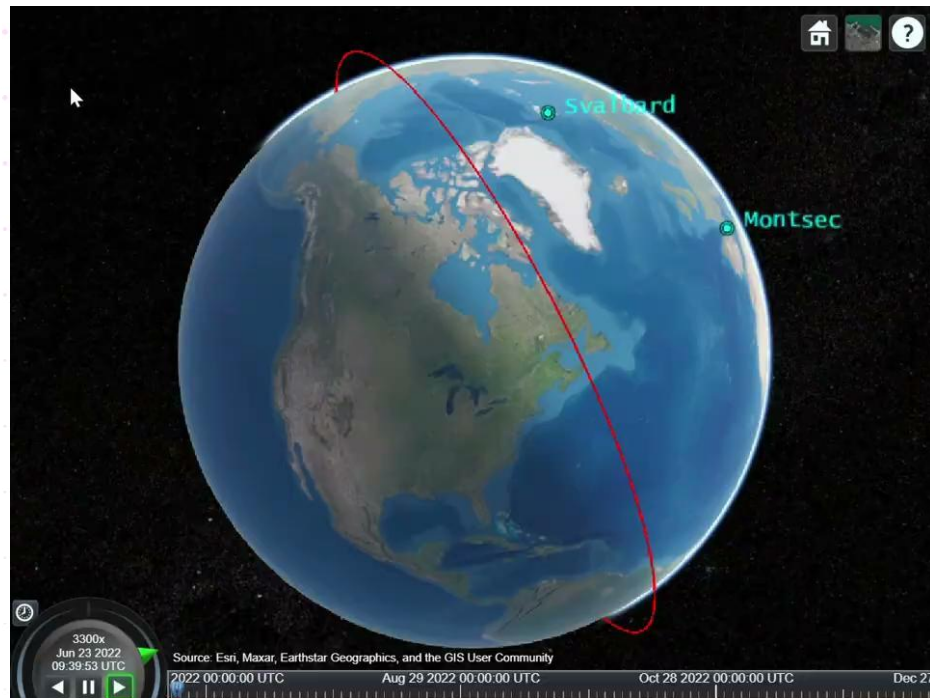 ?
Svalbard
Montsec
3300x
Jun 23 2022
09:39:53 UTC
Source: Esri, Maxar, Earthstar Geographics, and the GIS User Community
2022 00:00:00 UTC
Aug 29 2022 00:00:00 UTC
Oct 28 2022 00:00:00 UTC
Dec 27